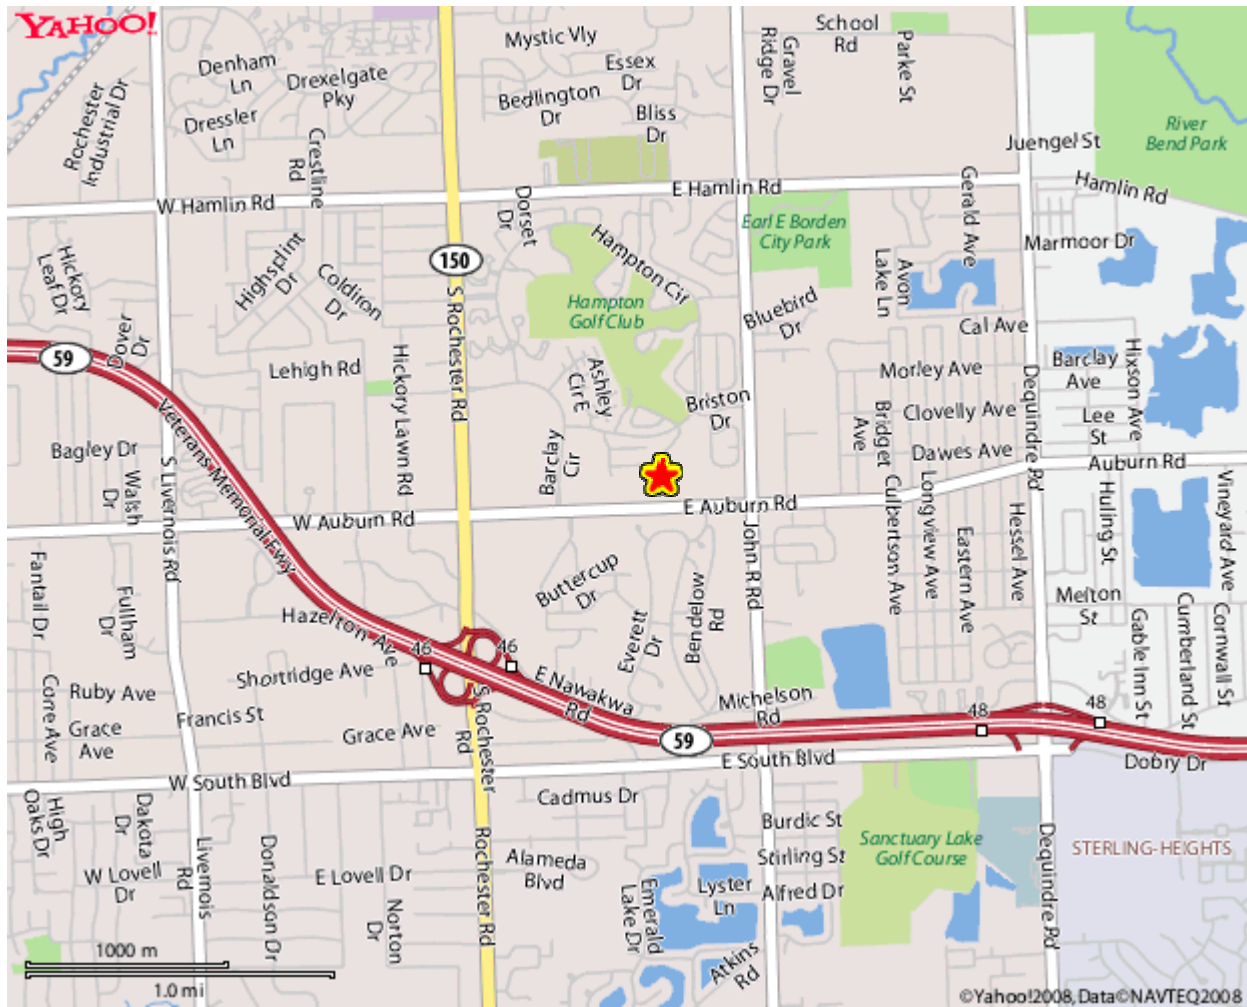 YAHOO!
Mystic Vly
School
Rd
Gravel
Ridge Dr
Parke St
Denham
Ln
Drexelgate
Pky
Essex
Dr
Bedlington
Dr
Bliss
Dr
Rochester
Industrial Dr
Dressler
Ln
Crestline
Rd
Juengel St
River
Bend Park
Hamlin Rd
W Hamlin Rd
E Hamlin Rd
Dorset
Dr
Gerald Ave
Earl E Borden
City Park
Marmoor Dr
Hickory
Leaf Dr
Highsplint
Dr
Coldiron
Dr
150
Hampton Cir
Avon
Lake Ln
Hampton
Golf Club
Bluebird
Dr
Cal Ave
Dover
Dr
59
S Rochester Rd
Lehigh Rd
Hickory Lawn Rd
Ashley
Cir E
Morley Ave
Barclay
Ave
Hixson Ave
Dequindre Rd
Briston
Dr
Bridget
Ave
Clovelly Ave
Lee
St
Veterans Memorial Fwy
Bagley Dr
Barclay
Cir
Dawes Ave
Auburn Rd
S Livernois Rd
Walsh
Dr
W Auburn Rd
E Auburn Rd
Culbertson Ave
Longview Ave
Eastern Ave
Hessel Ave
Huling St
Vineyard Ave
John R Rd
Fantail Dr
Fullham
Dr
Buttercup
Dr
Everett
Dr
Bendelow
Rd
Melton
St
Gable Inn St
Cumberland St
Cornwall St
Hazelton Ave
46
46
Shortridge Ave
E Nawakwa
Rd
Michelson
Rd
Core Ave
Ruby Ave
Francis St
Grace
Ave
Grace Ave
S Rochester
Rd
59
48
48
W South Blvd
E South Blvd
Dobry Dr
High
Oaks Dr
Dakota
Dr
Cadmus Dr
Burdic St
Sanctuary Lake
Golf Course
STERLING-HEIGHTS
Livernois
Rd
Donaldson Dr
W Lovell
Dr
E Lovell Dr
Norton
Dr
Rochester Rd
Alameda
Blvd
Stirling St
Lyster
Ln
Alfred Dr
Emerald
Lake Dr
Atkins
Rd
Dequindre Rd
1000 m
1.0 mi
©Yahoo!2008, Data©NAVTEQ2008